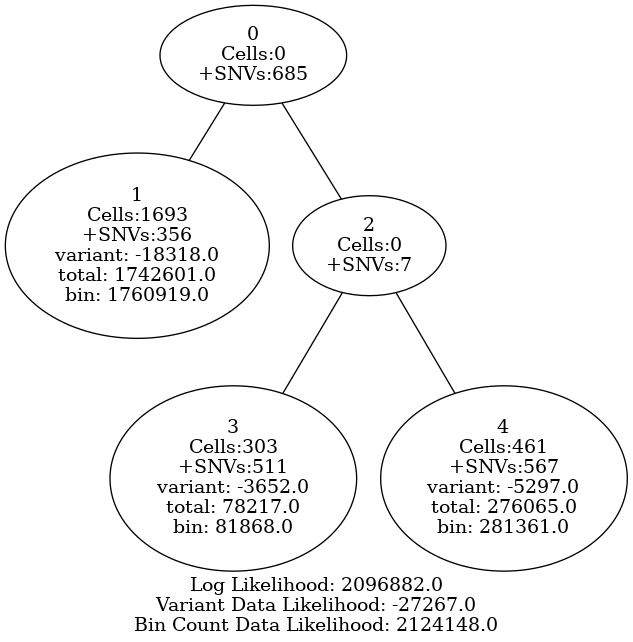 0
Cells:0
+SNVs:685
1
Cells:1693
+SNVs:356
variant: -18318.0
total: 1742601.0
bin: 1760919.0
2
Cells:0
+SNVs:7
3
Cells:303
+SNVs:511
variant: -3652.0
total: 78217.0
bin: 81868.0
4
Cells:461
+SNVs:567
variant: -5297.0
total: 276065.0
bin: 281361.0
Log Likelihood: 2096882.0
Variant Data Likelihood: -27267.0
Bin Count Data Likelihood: 2124148.0